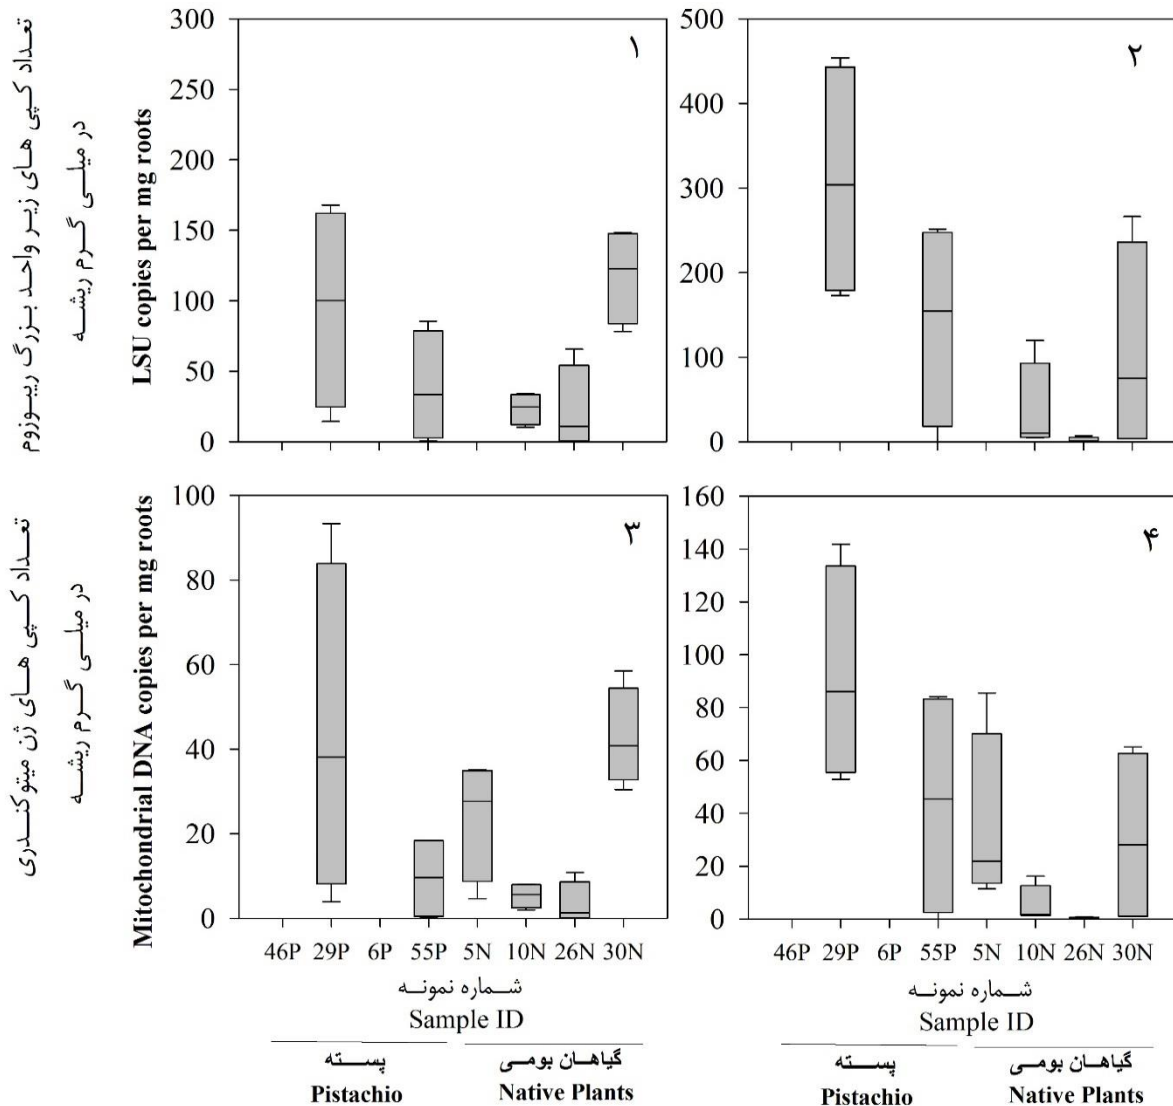 تعداد کپی های زیر واحد بزرگ ریبوزوم
در میلی گرم ریشه
LSU copies per mg roots
300
250
200
150
100
50
0
۱
500
400
300
200
100
0
۲
تعداد کپی های ژن میتوکندری
در میلی گرم ریشه
Mitochondrial DNA copies per mg roots
100
80
60
40
20
0
۳
160
140
120
100
80
60
40
20
0
۴
46P 29P 6P 55P 5N 10N 26N 30N
شماره نمونه
Sample ID
پسته گیاهان بومی
Pistachio Native Plants
46P 29P 6P 55P 5N 10N 26N 30N
شماره نمونه
Sample ID
پسته گیاهان بومی
Pistachio Native Plants